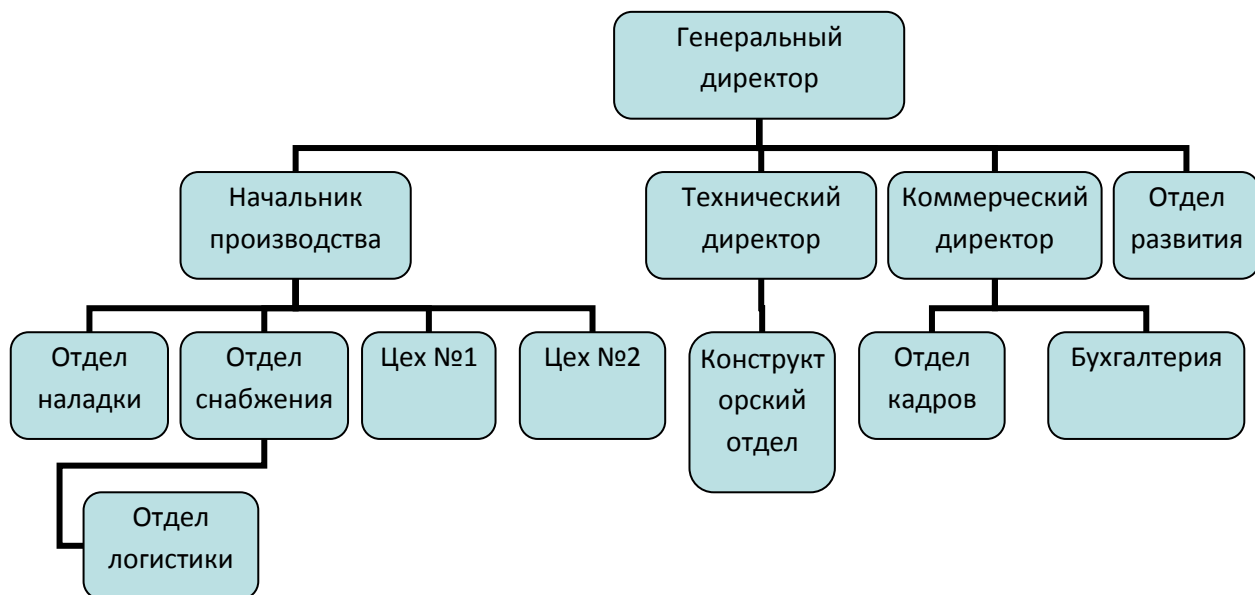 Генеральный
директор
Начальник
производства
Технический
директор
Коммерческий
директор
Отдел
развития
Отдел
наладки
Отдел
снабжения
Цех №1
Цех №2
Конструкт
орский
отдел
Отдел
кадров
Бухгалтерия
Отдел
логистики